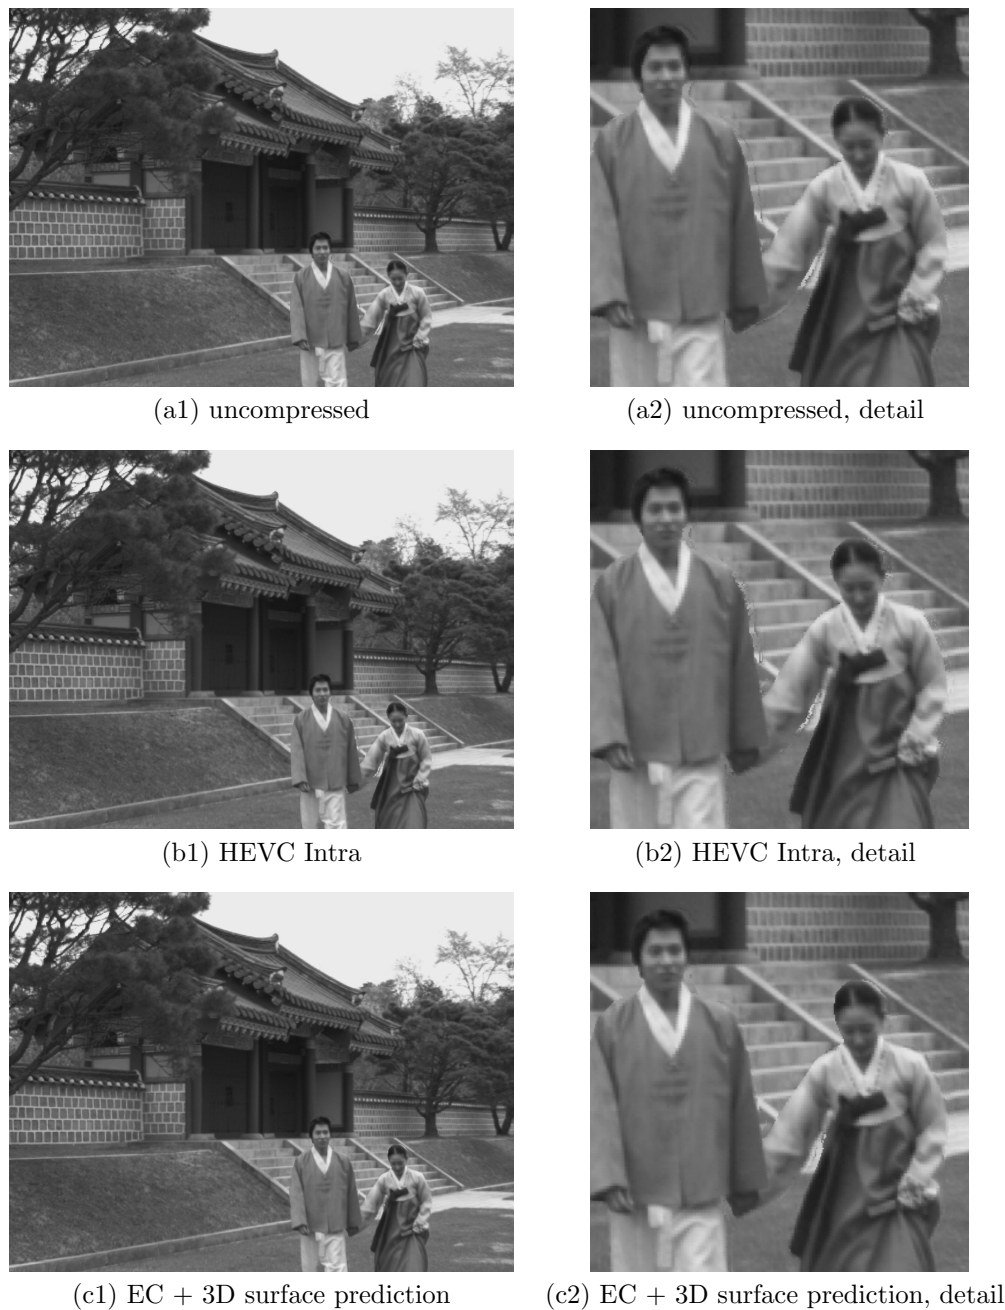 (a1) uncompressed
(a2) uncompressed, detail
(b1) HEVC Intra
(b2) HEVC Intra, detail
(c1) EC + 3D surface prediction
(c2) EC + 3D surface prediction, detail